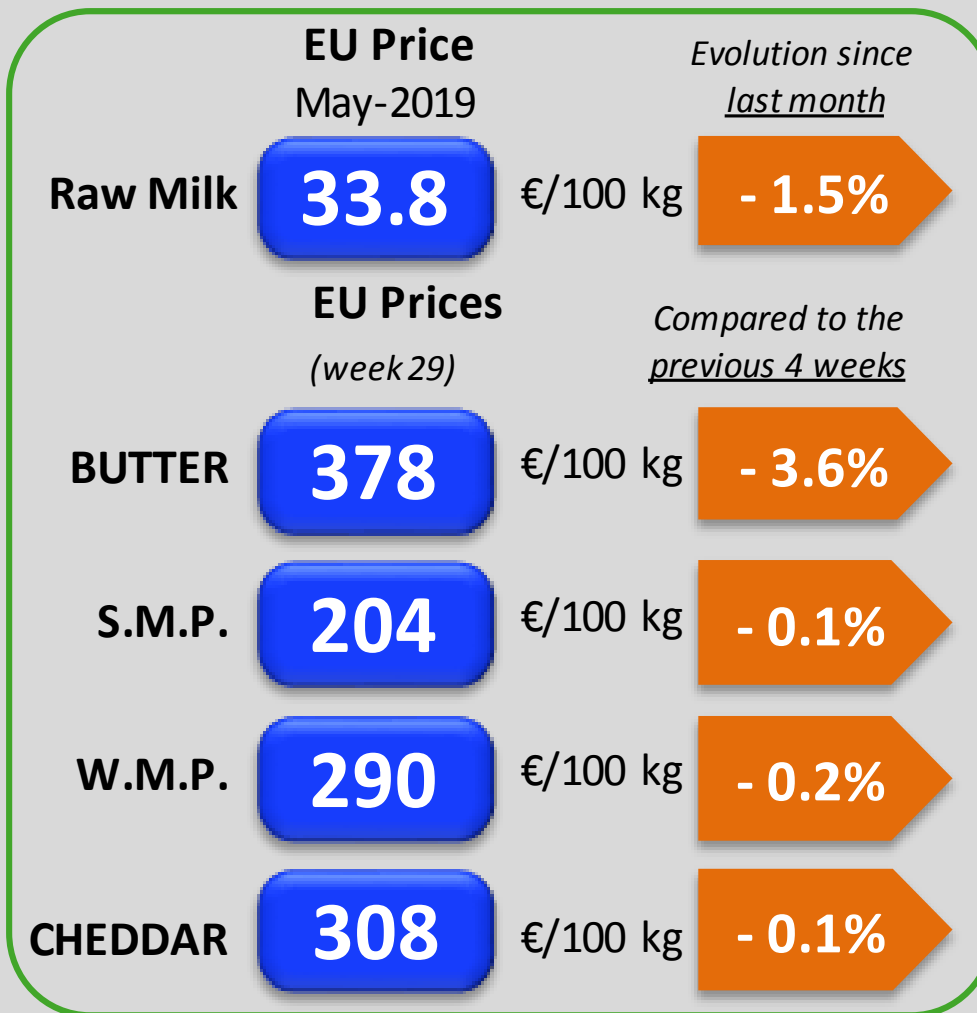 EU Price
May-2019
Evolution since
last month
Raw Milk 33.8 €/100 kg - 1.5%
EU Prices
(week 29)
Compared to the
previous 4 weeks
BUTTER 378 €/100 kg - 3.6%
S.M.P. 204 €/100 kg - 0.1%
W.M.P. 290 €/100 kg - 0.2%
CHEDDAR 308 €/100 kg - 0.1%